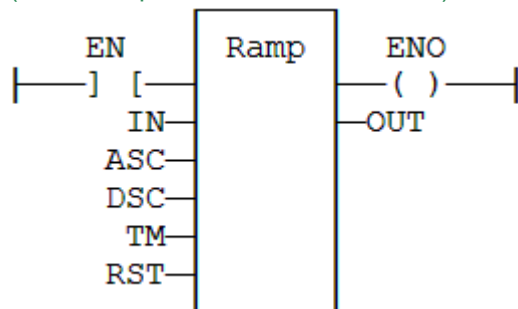 EN Ramp ENO
] [ ( )
IN OUT
ASC
DSC
TM
RST